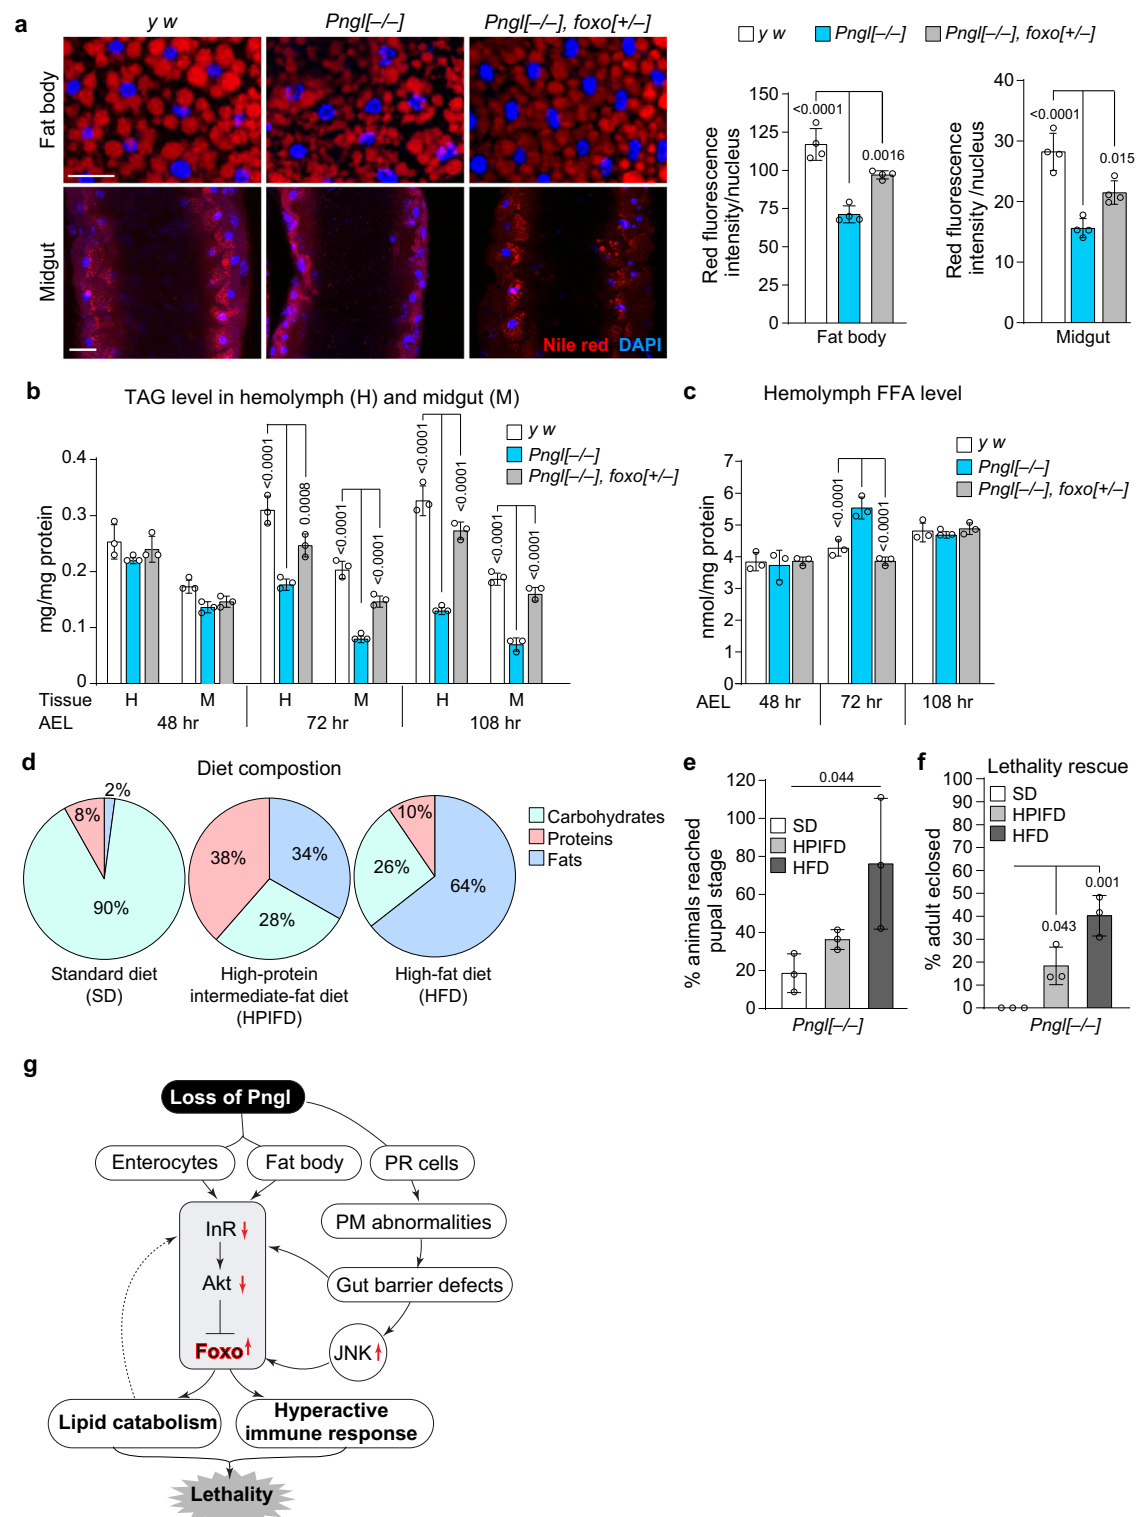 a
y w
Pngl[–/–]
Pngl[–/–], foxo[+/–]
Fat body
Midgut
Nile red DAPI
y w
Pngl[–/–]
Pngl[–/–], foxo[+/–]
Red fluorescence
intensity/nucleus
150
125
100
75
50
25
0
<0.0001
0.0016
Fat body
Red fluorescence
intensity /nucleus
40
30
20
10
0
<0.0001
0.015
Midgut
b
TAG level in hemolymph (H) and midgut (M)
y w
Pngl[–/–]
Pngl[–/–], foxo[+/–]
mg/mg protein
0.4
0.3
0.2
0.1
0
<0.0001
0.0008
<0.0001
<0.0001
<0.0001
<0.0001
<0.0001
<0.0001
Tissue H M H M H M
AEL 48 hr 72 hr 108 hr
c
Hemolymph FFA level
y w
Pngl[–/–]
Pngl[–/–], foxo[+/–]
nmol/mg protein
7
6
5
4
3
2
1
0
<0.0001
<0.0001
AEL 48 hr 72 hr 108 hr
d
Diet compostion
2%
8%
90%
Standard diet
(SD)
38%
34%
28%
High-protein
intermediate-fat diet
(HPIFD)
10%
26%
64%
High-fat diet
(HFD)
Carbohydrates
Proteins
Fats
e
% animals reached
pupal stage
120
100
80
60
40
20
0
0.044
SD
HPIFD
HFD
Pngl[–/–]
f
Lethality rescue
% adult eclosed
100
90
80
70
60
50
40
30
20
10
0
SD
HPIFD
HFD
0.043
0.001
Pngl[–/–]
g
Loss of Pngl
Enterocytes
Fat body
PR cells
InR
PM abnormalities
Akt
Gut barrier defects
Foxo
JNK
Lipid catabolism
Hyperactive
immune response
Lethality